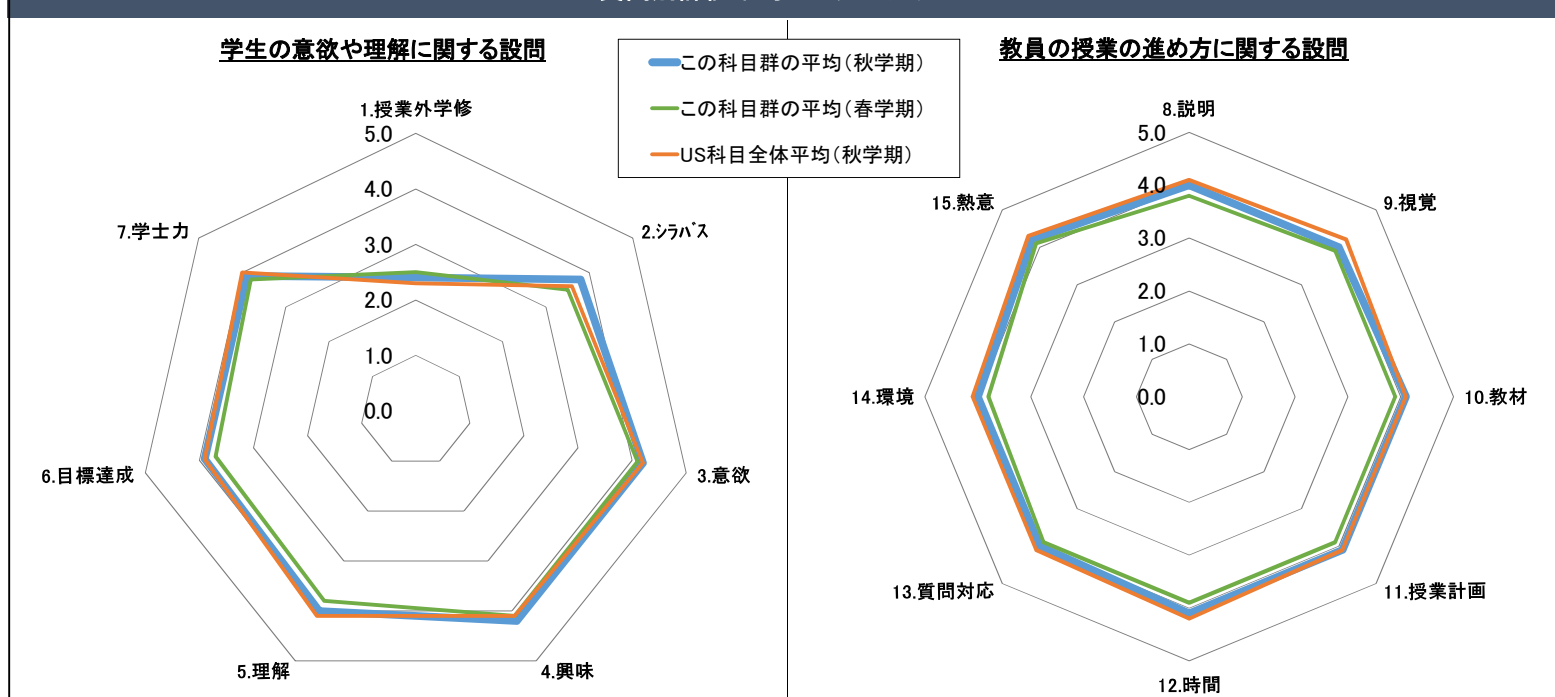 学生の意欲や理解に関する設問
この科目群の平均(秋学期)
この科目群の平均(春学期)
US科目全体平均(秋学期)
教員の授業の進め方に関する設問
1.授業外学修
5.0
4.0
3.0
2.0
1.0
0.0
2.シラバス
3.意欲
4.興味
5.理解
6.目標達成
7.学士力
8.説明
5.0
4.0
3.0
2.0
1.0
0.0
9.視覚
10.教材
11.授業計画
12.時間
13.質問対応
14.環境
15.熱意